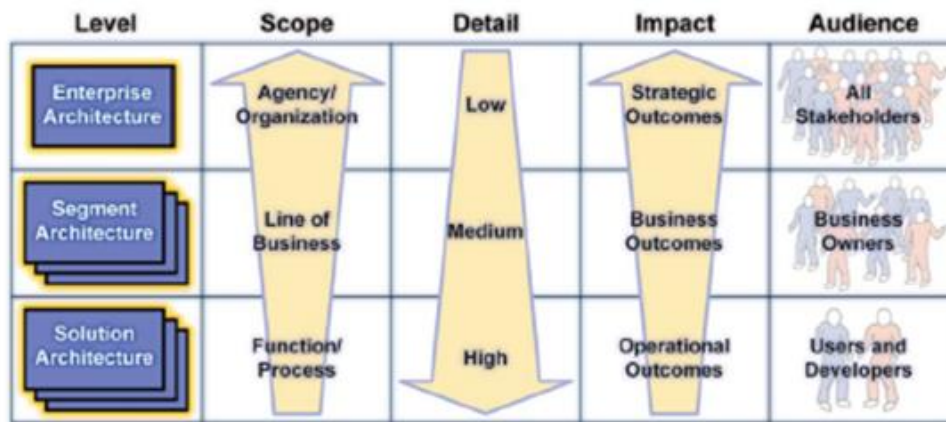 Level Scope Detail Impact Audience
Enterprise
Architecture
Agency/
Organization
Low
Strategic
Outcomes
All
Stakeholders
Segment
Architecture
Line of
Business
Medium
Business
Outcomes
Business
Owners
Solution
Architecture
Function/
Process
High
Operational
Outcomes
Users and
Developers